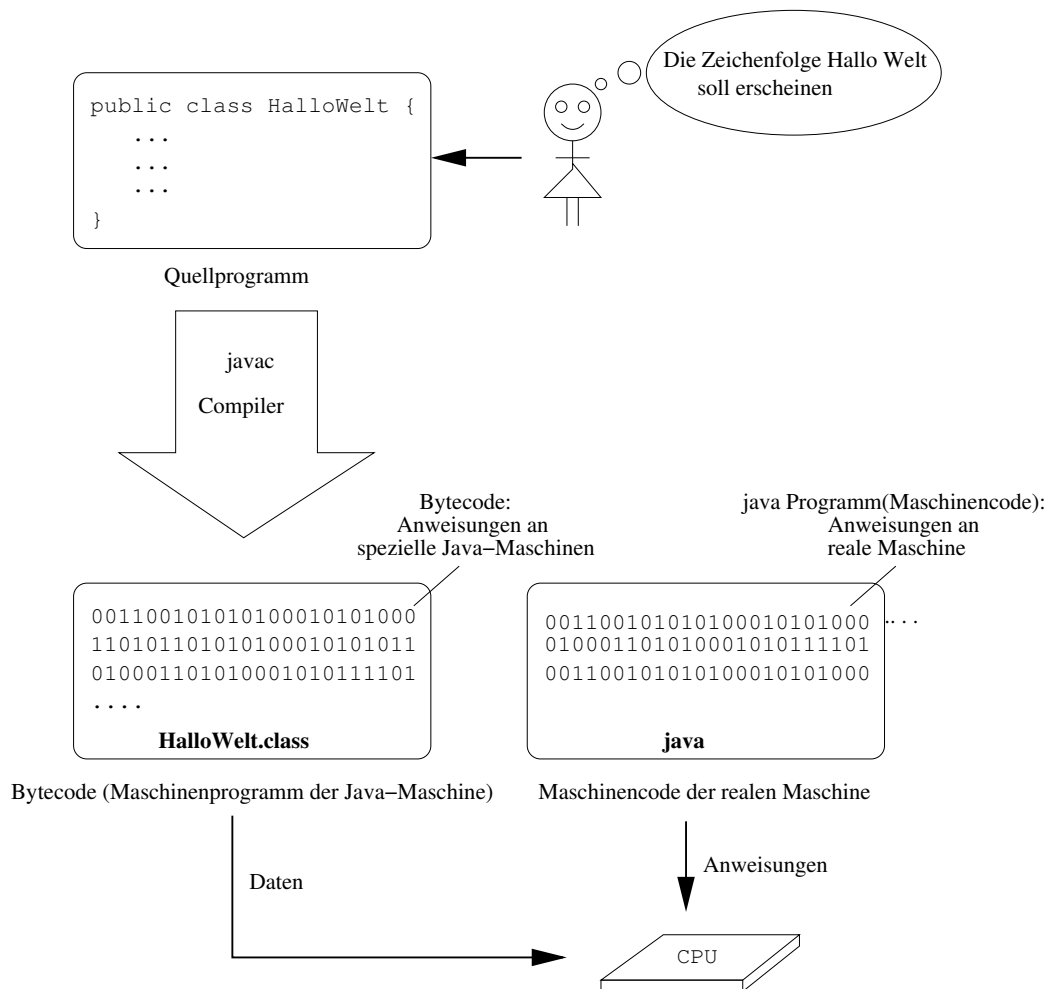 Die Zeichenfolge Hallo Welt
soll erscheinen
public class HalloWelt {
...
...
...
}
Quellprogramm
javac
Compiler
Bytecode:
Anweisungen an
spezielle Java−Maschinen
java Programm(Maschinencode):
Anweisungen an
reale Maschine
001100101010100010101000
110101101010100010101011
010001101010001010111101
....
HalloWelt.class
001100101010100010101000 ....
010001101010001010111101
001100101010100010101000
java
Bytecode (Maschinenprogramm der Java−Maschine)
Maschinencode der realen Maschine
Daten
Anweisungen
CPU